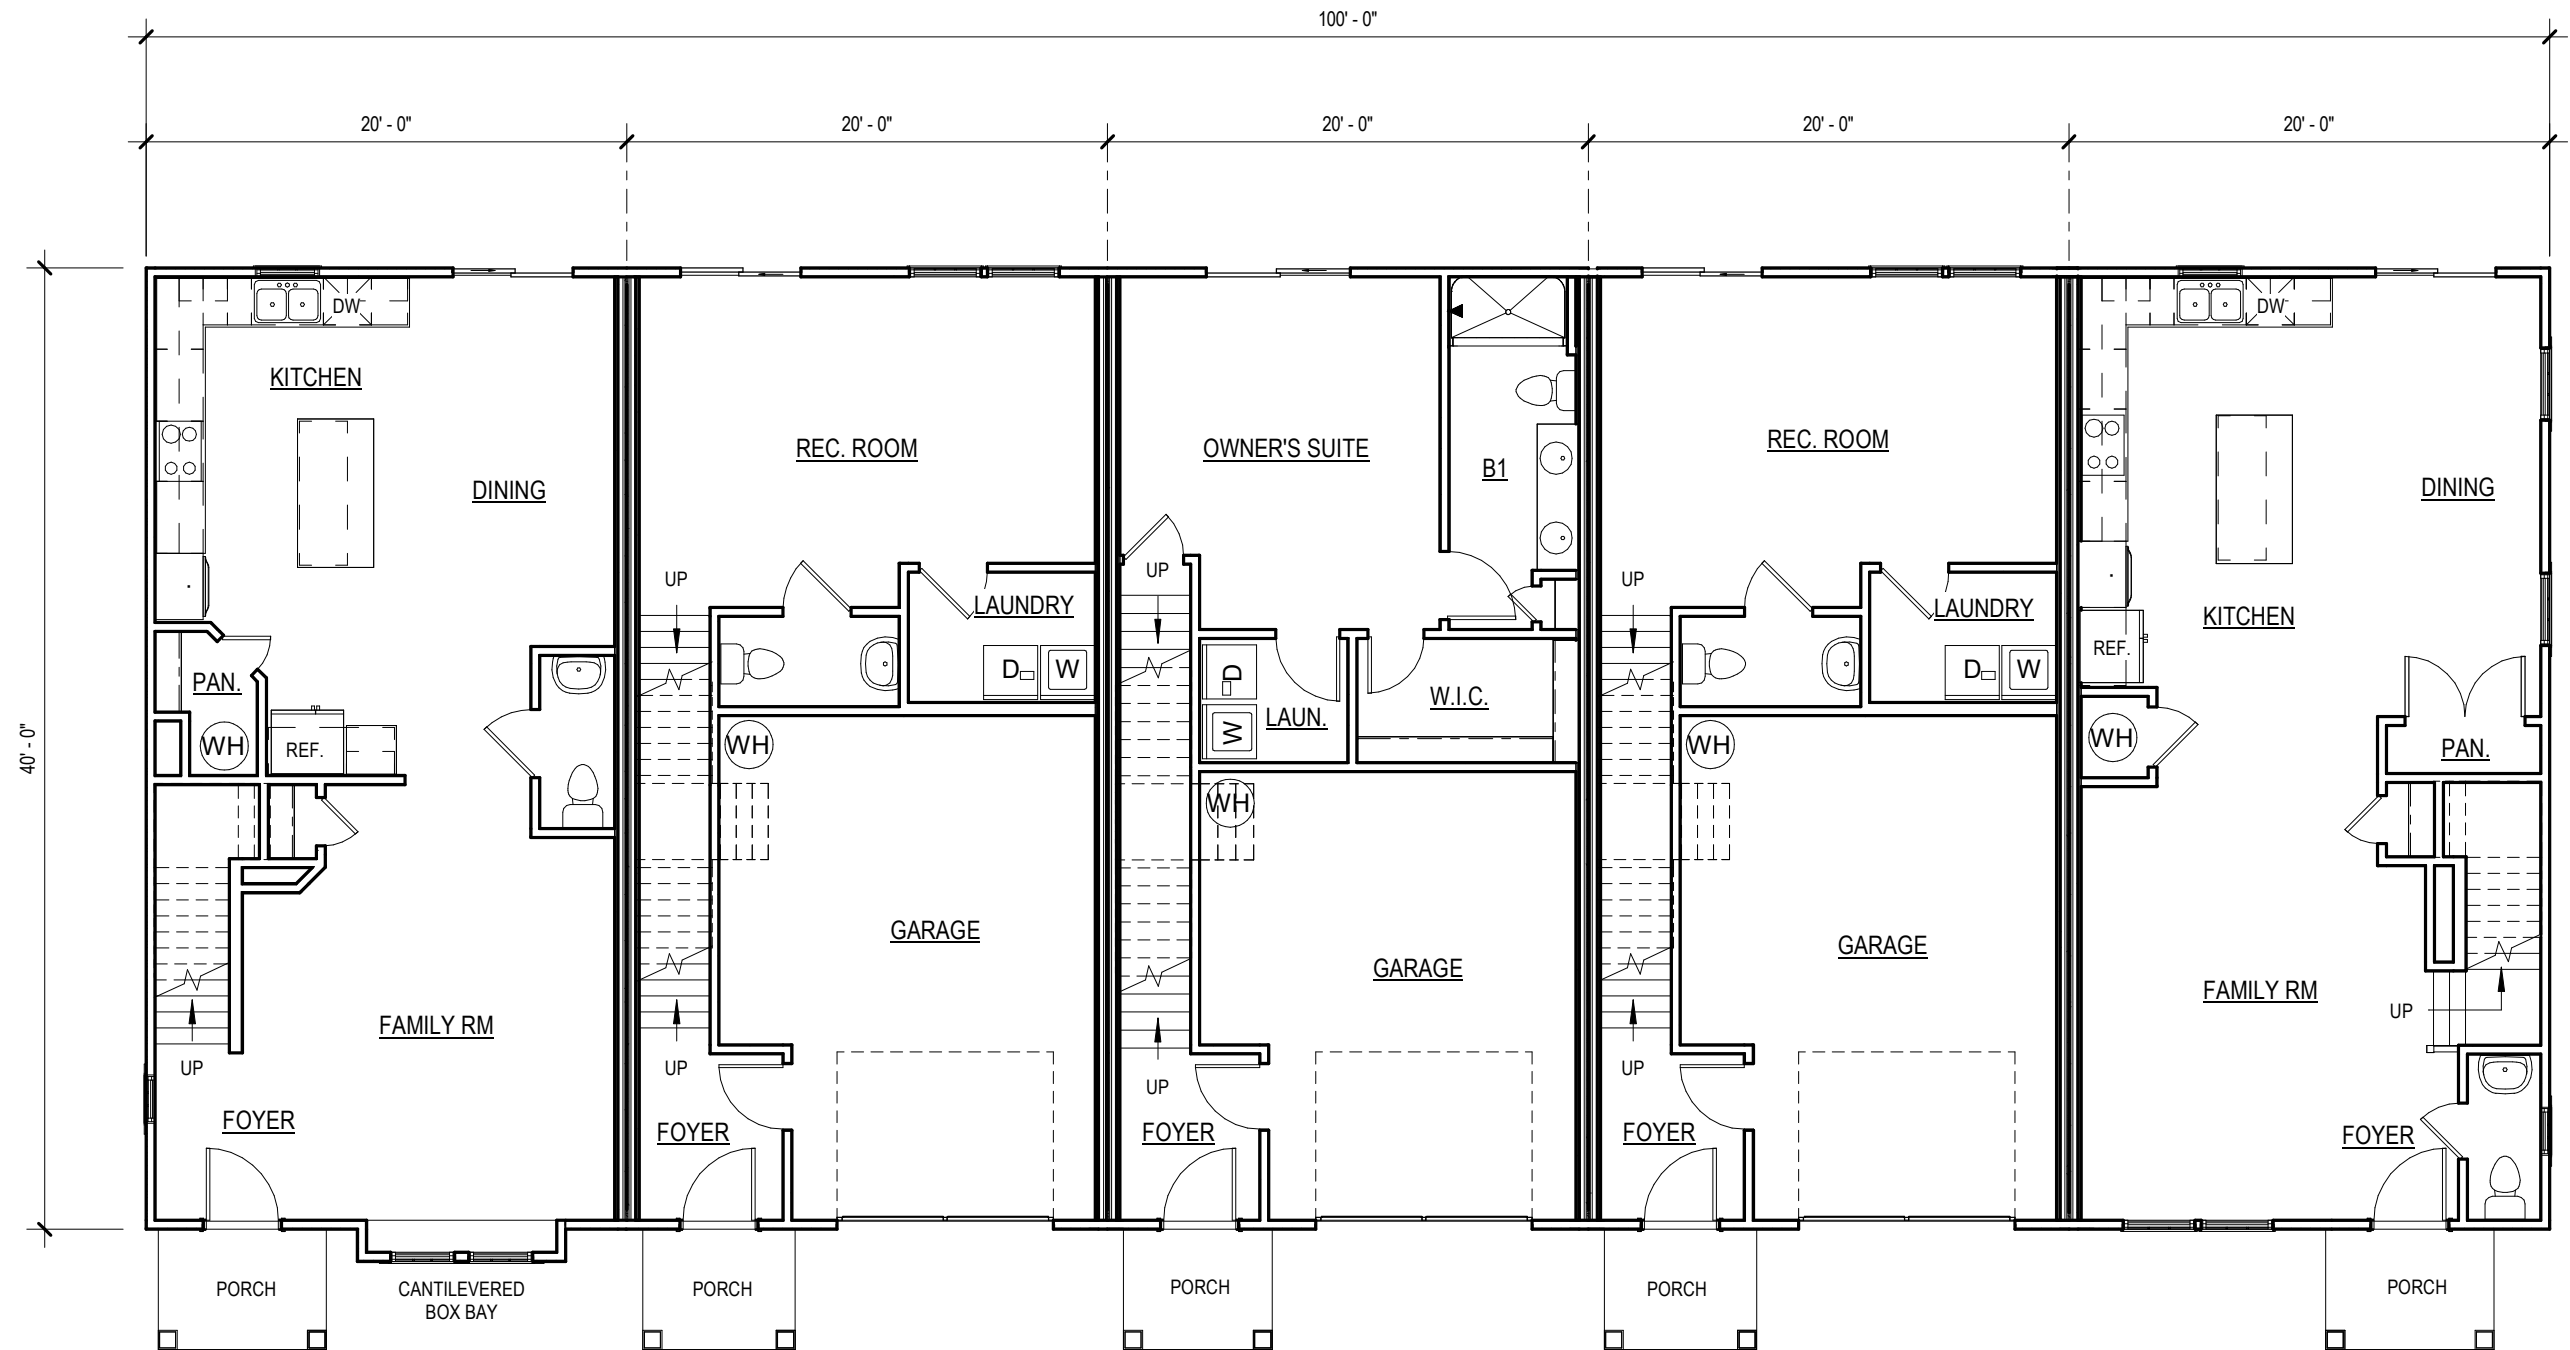 100' - 0"
20' - 0"
20' - 0"
20' - 0"
20' - 0"
20' - 0"
40' - 0"
DW
KITCHEN
DINING
PAN.
WH
REF.
UP
FAMILY RM
FOYER
PORCH
CANTILEVERED
BOX BAY
REC. ROOM
UP
LAUNDRY
D
W
WH
GARAGE
UP
FOYER
PORCH
OWNER'S SUITE
B1
UP
D
W
LAUN.
W.I.C.
WH
GARAGE
UP
FOYER
PORCH
REC. ROOM
UP
LAUNDRY
D
W
WH
GARAGE
UP
FOYER
PORCH
DW
DINING
KITCHEN
REF.
WH
PAN.
FAMILY RM
UP
FOYER
PORCH